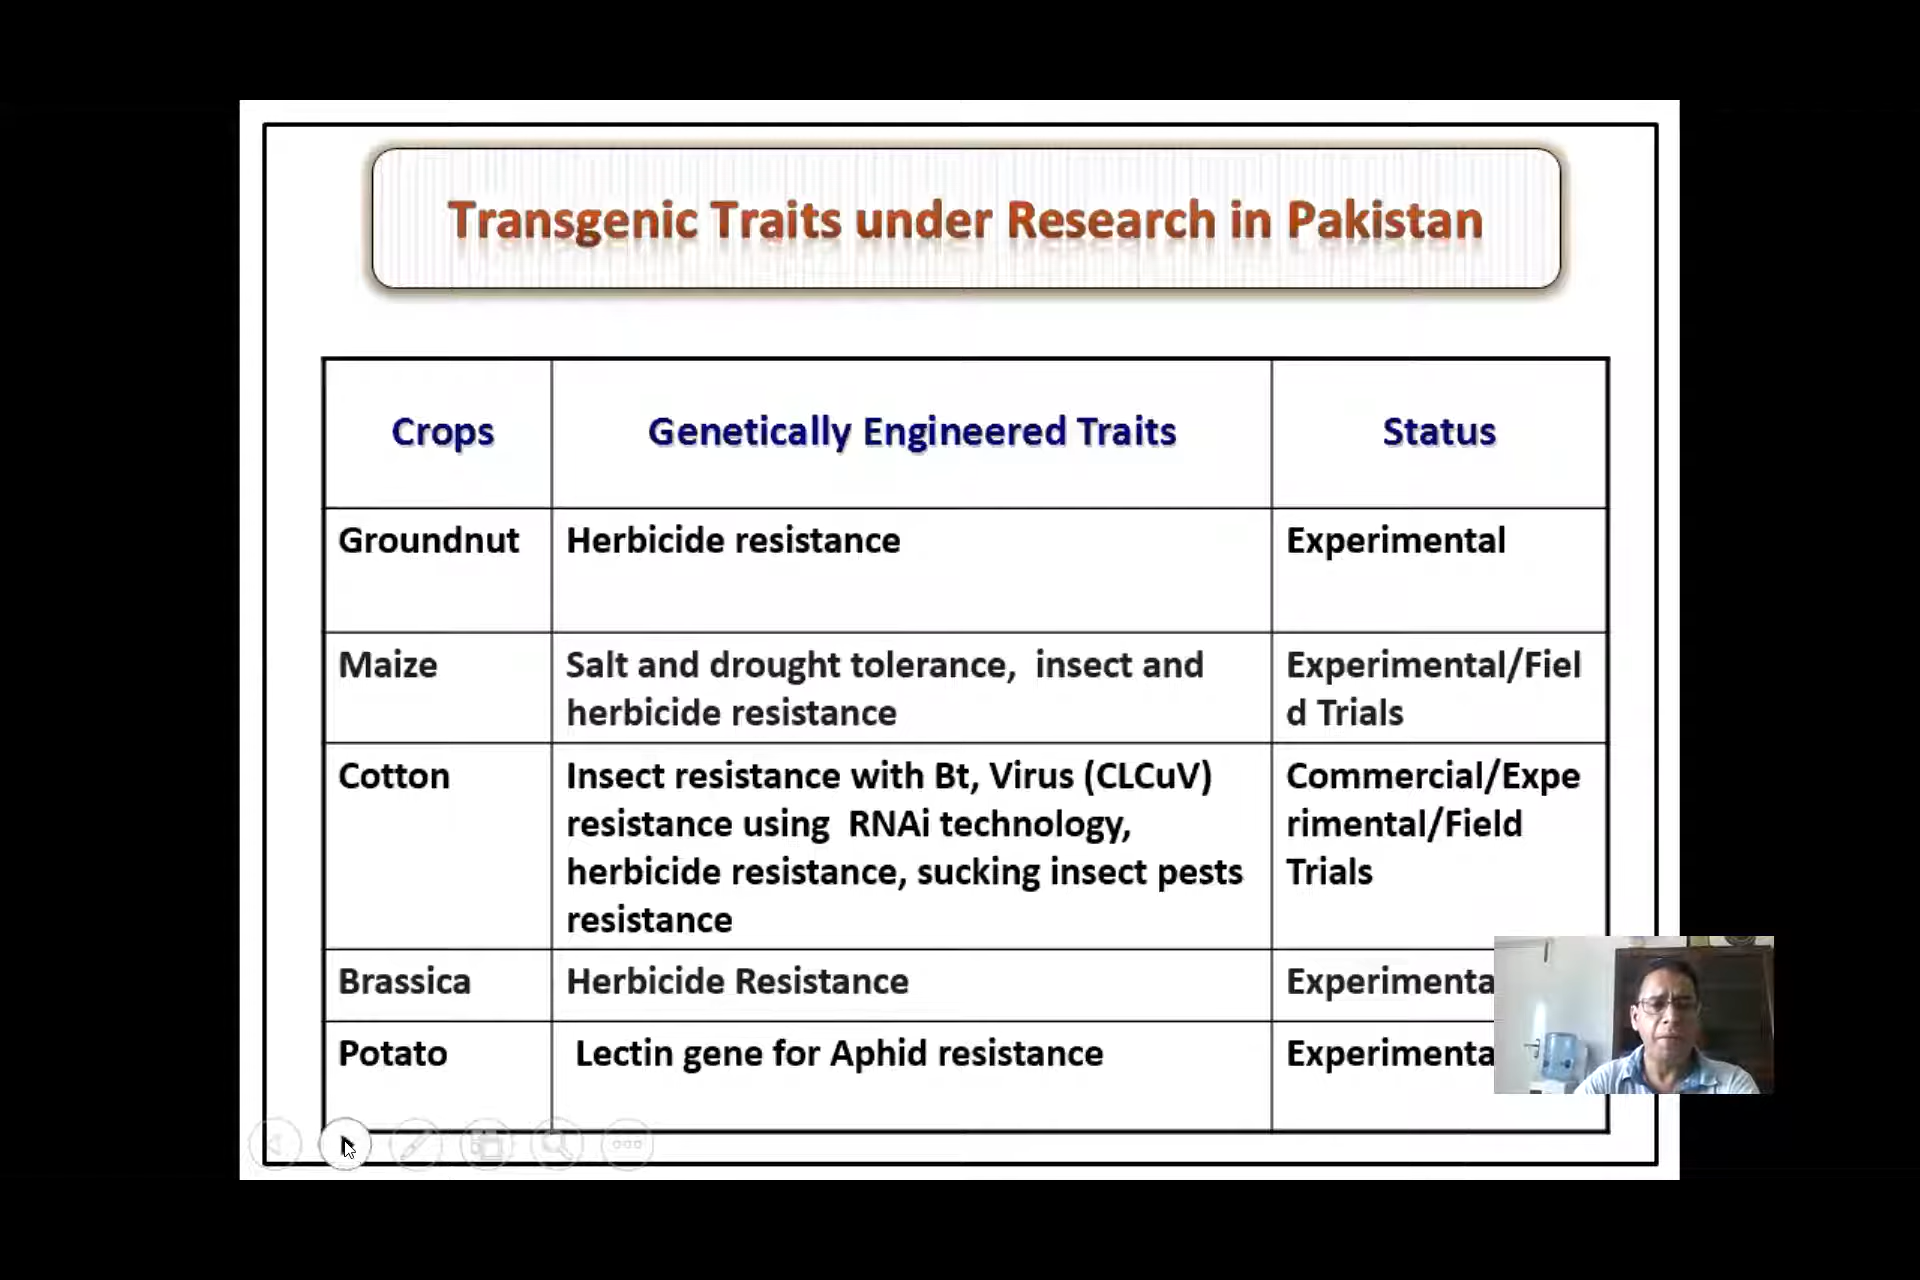 Transgenic Traits under Research in Pakistan
Crops
Genetically Engineered Traits
Status
Groundnut
Herbicide resistance
Experimental
Maize
Salt and drought tolerance, insect and
herbicide resistance
Experimental/Fiel
d Trials
Cotton
Insect resistance with Bt, Virus (CLCuV)
resistance using RNAi technology,
herbicide resistance, sucking insect pests
resistance
Commercial/Expe
rimental/Field
Trials
Brassica
Herbicide Resistance
Experimenta
Potato
Lectin gene for Aphid resistance
Experimenta